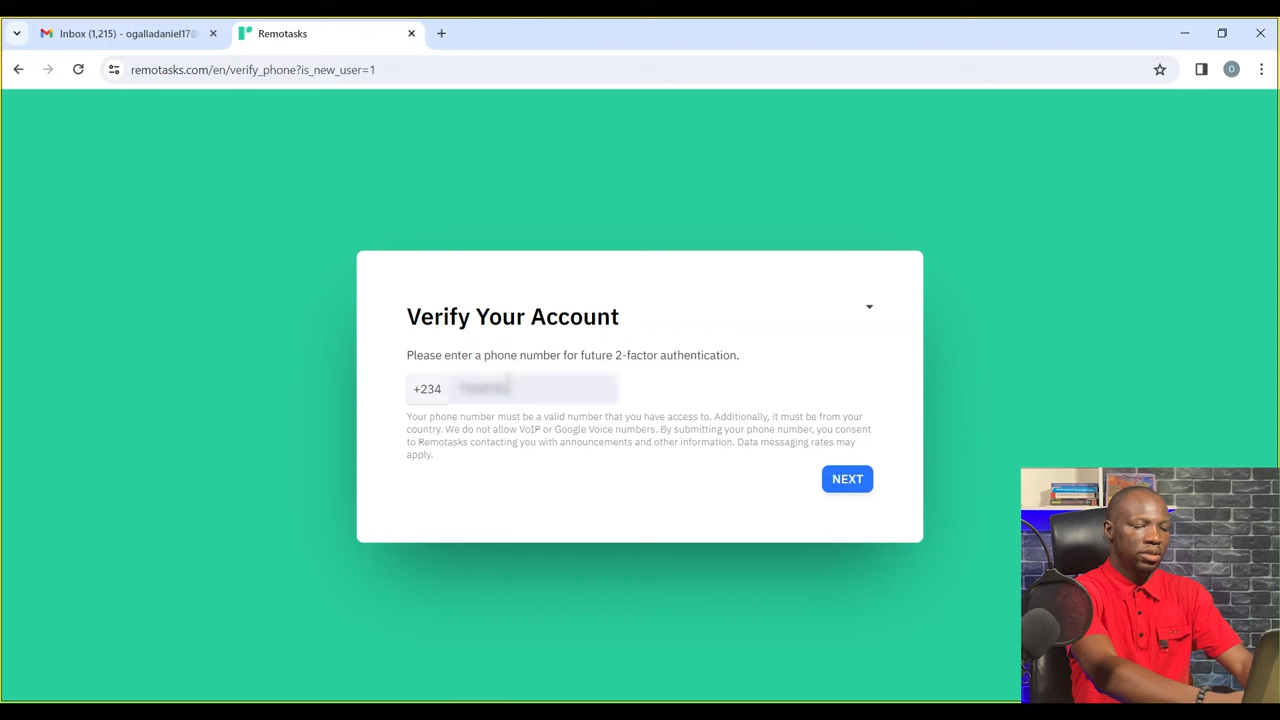 Inbox (1,215) - ogalladaniel17@
Remotasks
remotasks.com/en/verify_phone?is_new_user=1
O
Verify Your Account
Please enter a phone number for future 2-factor authentication.
+234
Your phone number must be a valid number that you have access to. Additionally, it must be from your
country. We do not allow VoIP or Google Voice numbers. By submitting your phone number, you consent
to Remotasks contacting you with announcements and other information. Data messaging rates may
apply.
NEXT